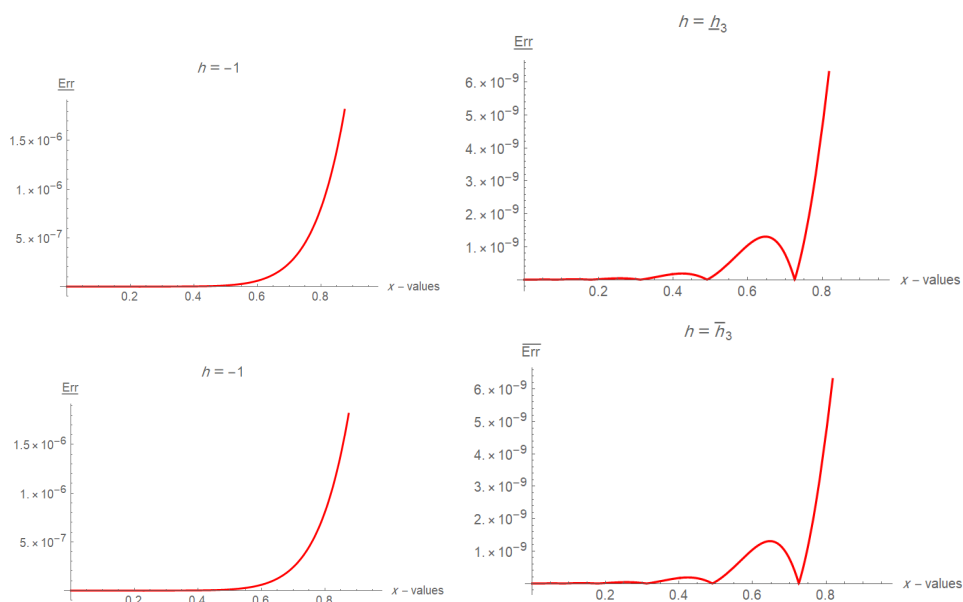 h = −1
Err
1.5 × 10⁻⁶
1. × 10⁻⁶
5. × 10⁻⁷
0.2 0.4 0.6 0.8
x − values
h = h̲₃
Err
6. × 10⁻⁹
5. × 10⁻⁹
4. × 10⁻⁹
3. × 10⁻⁹
2. × 10⁻⁹
1. × 10⁻⁹
0.2 0.4 0.6 0.8
x − values
h = −1
Err
1.5 × 10⁻⁶
1. × 10⁻⁶
5. × 10⁻⁷
0.2 0.4 0.6 0.8
x − values
h = h̅₃
Err
6. × 10⁻⁹
5. × 10⁻⁹
4. × 10⁻⁹
3. × 10⁻⁹
2. × 10⁻⁹
1. × 10⁻⁹
0.2 0.4 0.6 0.8
x − values